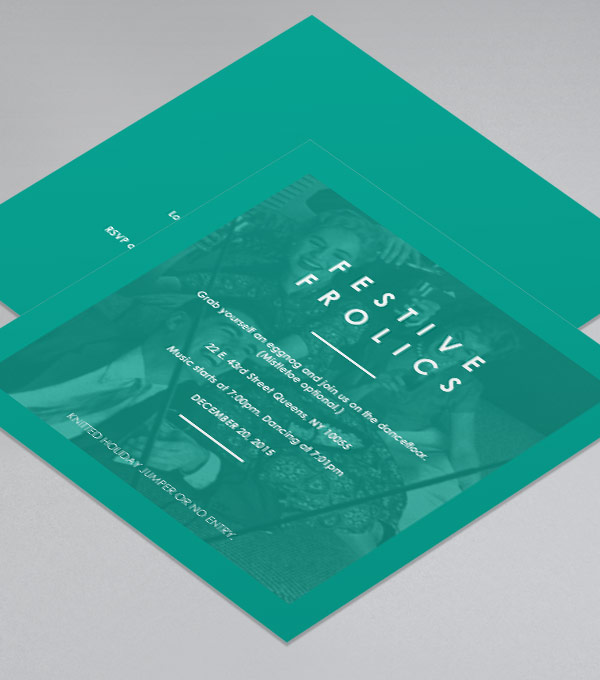 FESTIVE
FROLICS
Grab yourself an eggnog and join us on the dancefloor.
(Mistletoe optional.)
22 E. 43rd Street Queens, NY 10055
Music starts at 7:00pm. Dancing at 7:01pm
DECEMBER 20, 2015
KNITTED HOLIDAY JUMPER OR NO ENTRY.
Lo
RSVP